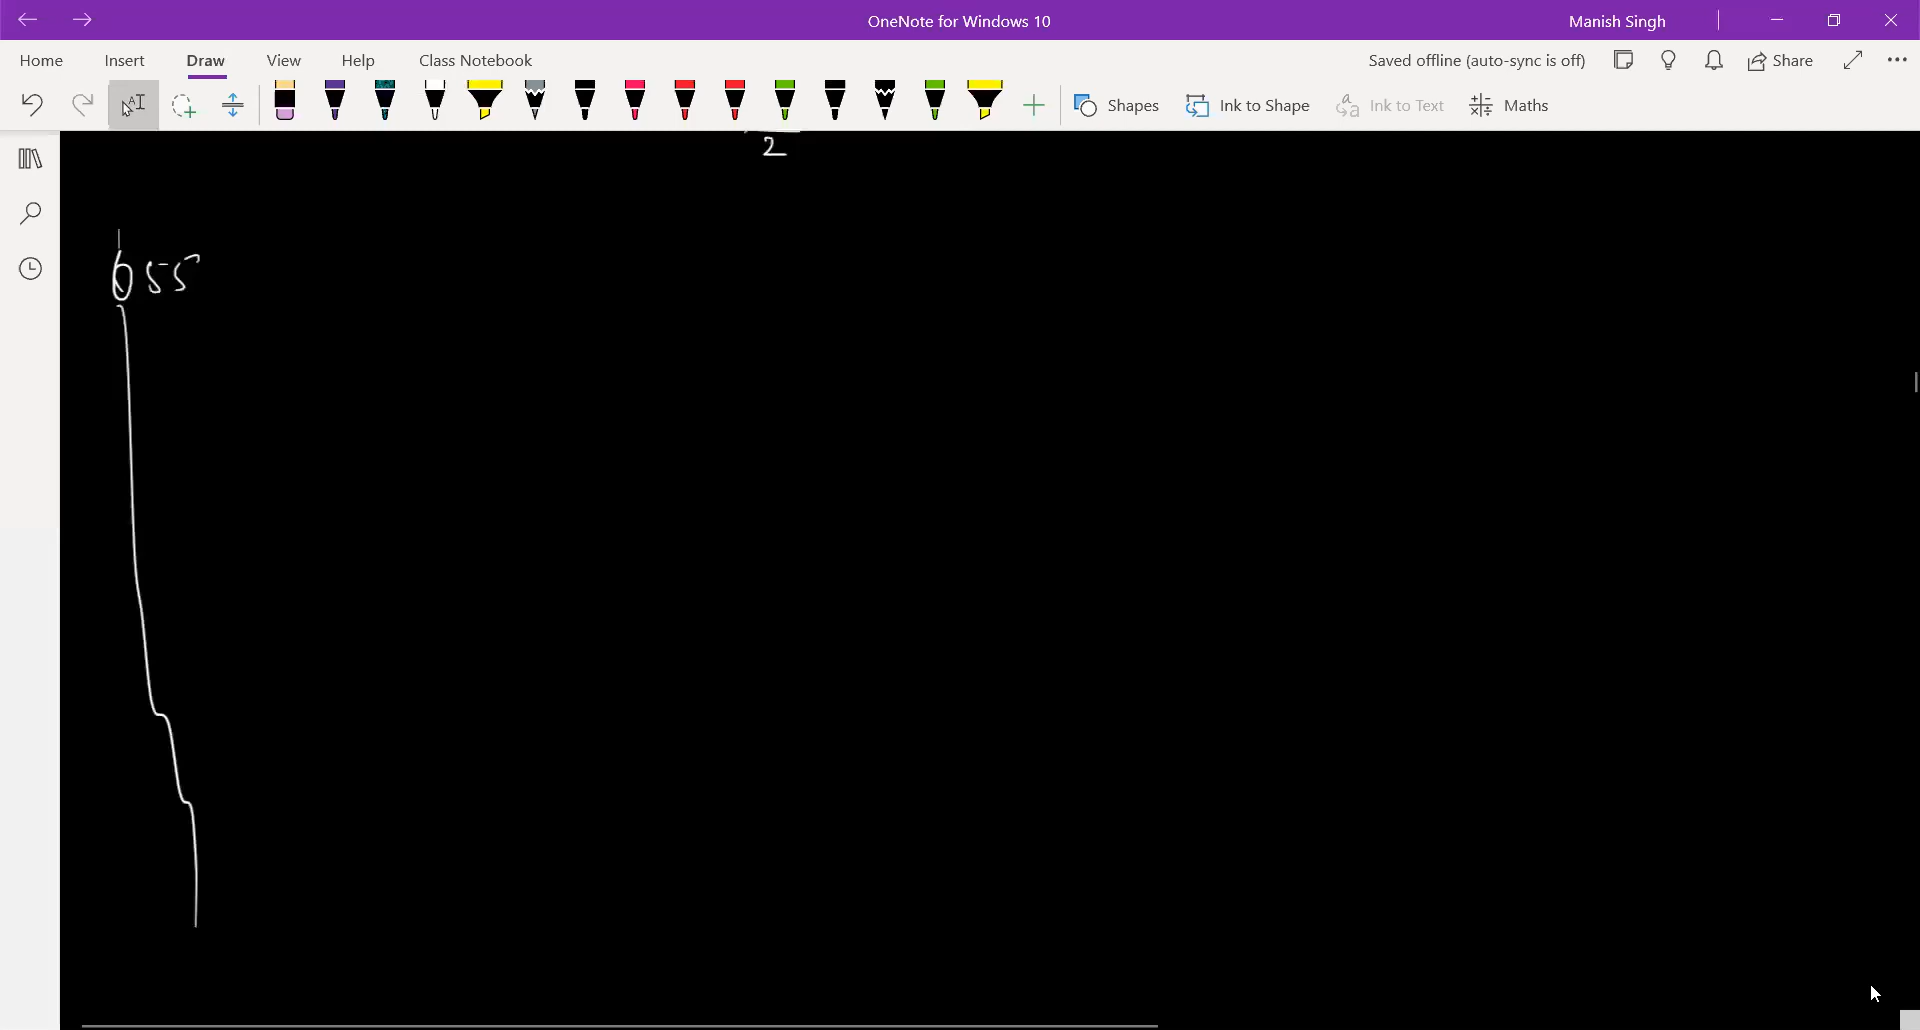 OneNote for Windows 10
Manish Singh
Home Insert Draw View Help Class Notebook
Saved offline (auto-sync is off) Share
Shapes Ink to Shape Ink to Text Maths
2
655